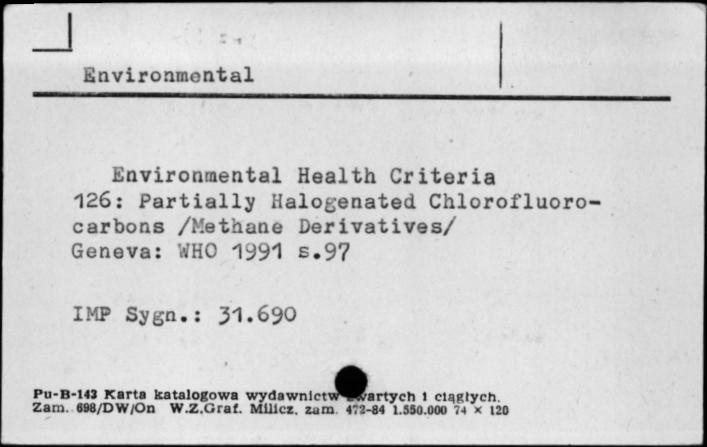 Environmental
Environmental Health Criteria
126: Partially Halogenated Chlorofluoro-
carbons /Methane Derivatives/
Geneva: WHO 1991 s.97
IMP Sygn.: 31.690
Pu-B-143 Karta katalogowa wydawnictw zwartych i ciągłych.
Zam. 698/DW/On W.Z.Graf. Milicz, zam. 472-84 1.550.000 74 × 120